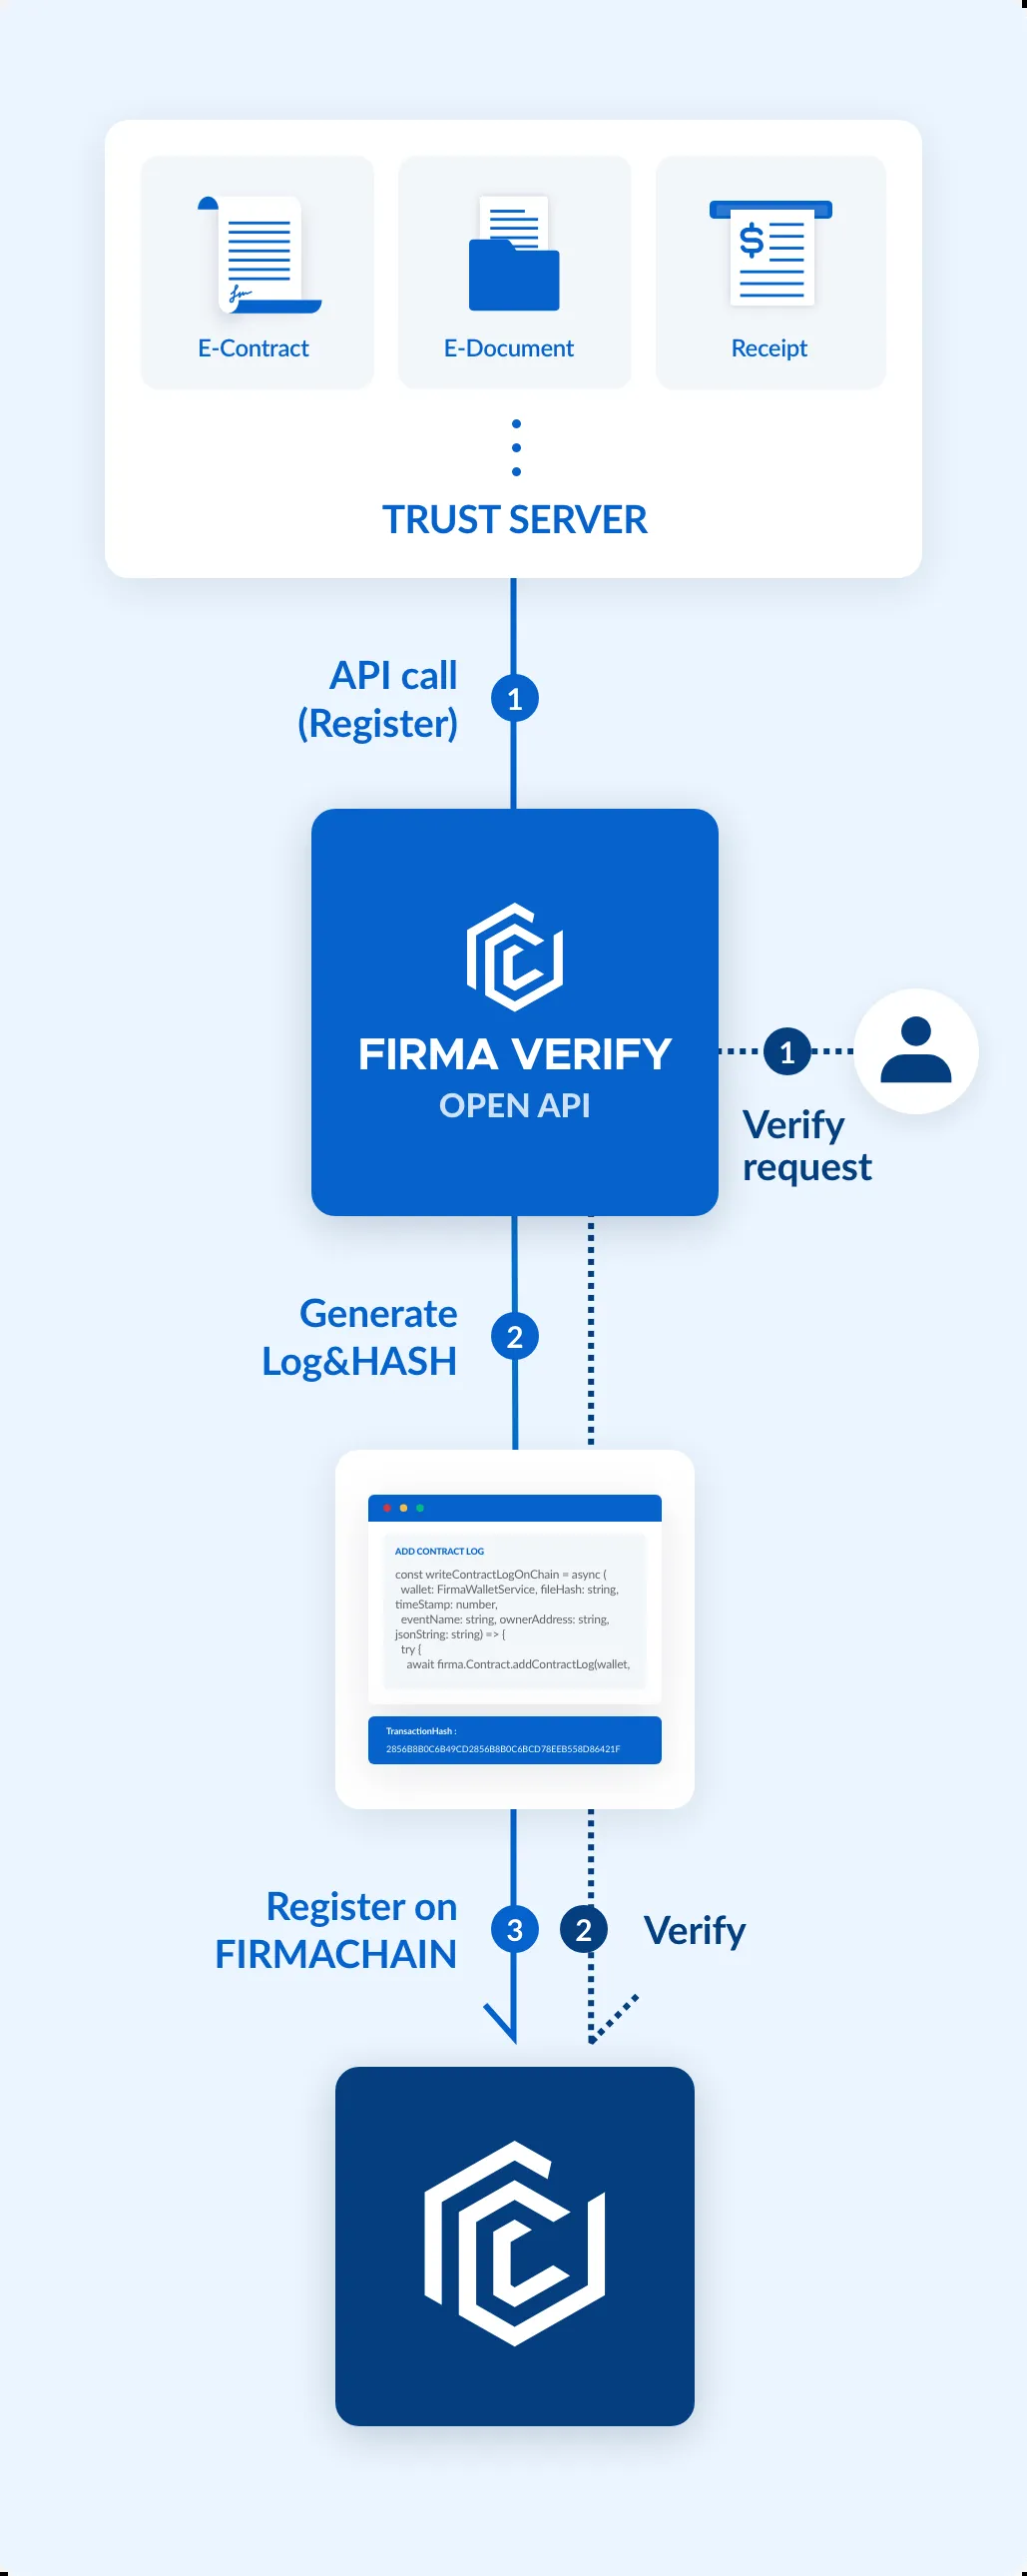 E-Contract
E-Document
Receipt
TRUST SERVER
API call
(Register)
1
FIRMA VERIFY
OPEN API
1
Verify
request
Generate
Log&HASH
2
ADD CONTRACT LOG
const writeContractLogOnChain = async (
wallet: FirmaWalletService, fileHash: string,
timeStamp: number,
eventName: string, ownerAddress: string,
jsonString: string) => {
try {
await firma.Contract.addContractLog(wallet,
TransactionHash :
2856B8B0C6B49CD2856B8B0C6BCD78EEB558D86421F
Register on
FIRMACHAIN
3
2
Verify